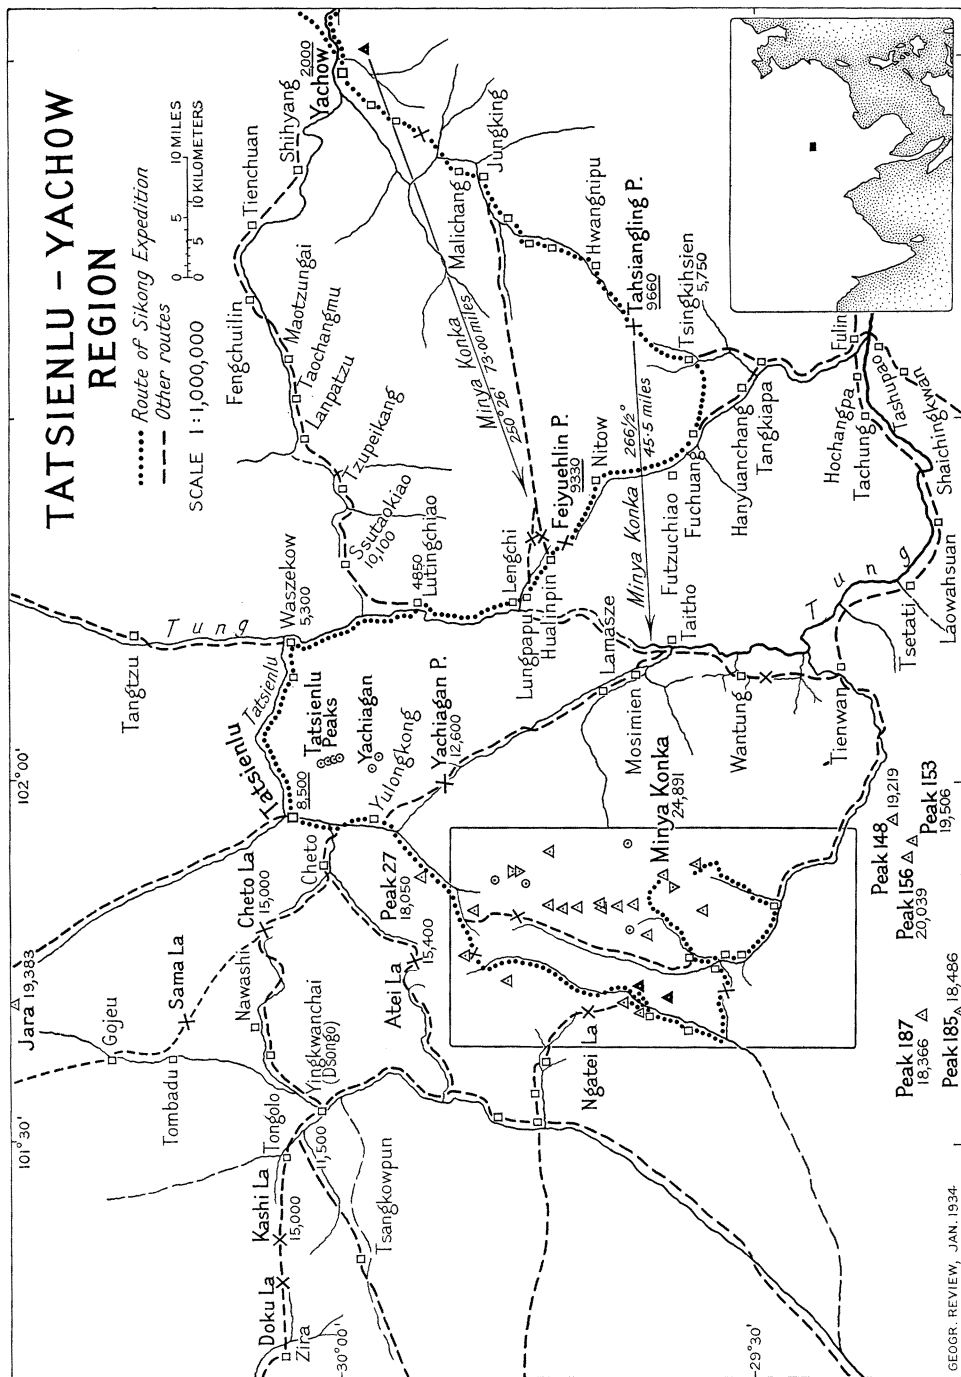 TATSIENLU – YACHOW
REGION
Route of Sikong Expedition
Other routes
SCALE 1:1,000,000
0 5 10 MILES
0 5 10 KILOMETERS
102°00'
101°30'
30°00'
29°30'
Jara 19,383
Gojeu
Sama La
Tombadu
Nawashi
Cheto La
15,000
Tatsienlu
8,500
Tatsienlu
Tangtzu
Tung
Waszekow
5,300
Cheto
Yingkwanchai
(Dsongo)
Tongolo
11,500
Kashi La
15,000
Doku La
Zira
Tsangkowpun
Tatsienlu
Peaks
Yachiagan
Yulongkong
Yachiagan P.
12,600
Peak 27
18,050
Atei La
15,400
Ngatei La
Minya Konka
24,891
Fengchuilin
Tienchuan
Shihyang
Yachow
2,000
Maotzungai
Taochangmu
Lanpatzu
Tzupeikang
Ssutaokiao
10,100
4850
Lutingchiao
Lengchi
Lungpapu
Hualinpin
Feiyuehlin P.
9330
Nitow
Malichang
Jungking
Hwangnipu
Tahsiangling P.
9660
Tsingkihsien
5,750
Minya Konka
250°26' 73·00 miles
Minya Konka 266½°
45·5 miles
Futzuchiao
Fuchuang
Hanyuanchang
Tangkiapa
Taitho
Lamasze
Mosimien
Wantung
Tienwan
Tung
Tsetati
Laowahsuan
Shaichingkwan
Tashupao
Tachung
Hochangpa
Fulin
Peak 148
19,219
Peak 156
20,039
Peak 153
19,506
Peak 187
18,366
Peak 185 18,486
GEOGR. REVIEW, JAN. 1934